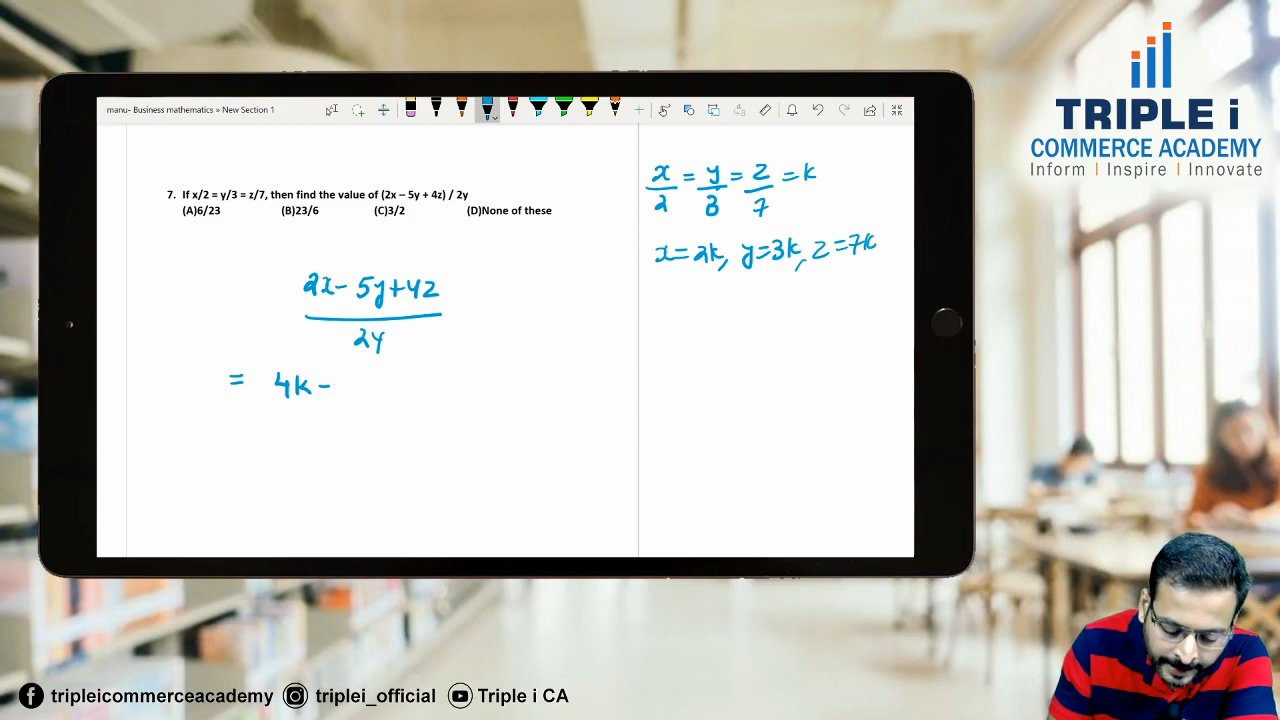 manu- Business mathematics » New Section 1
7. If x/2 = y/3 = z/7, then find the value of (2x – 5y + 4z) / 2y
(A)6/23 (B)23/6 (C)3/2 (D)None of these
x/2 = y/3 = z/7 = k
x=2k, y=3k, z=7k
2x- 5y+4z
2y
= 4k -
TRIPLE i
COMMERCE ACADEMY
Inform | Inspire | Innovate
tripleicommerceacademy triplei_official Triple i CA